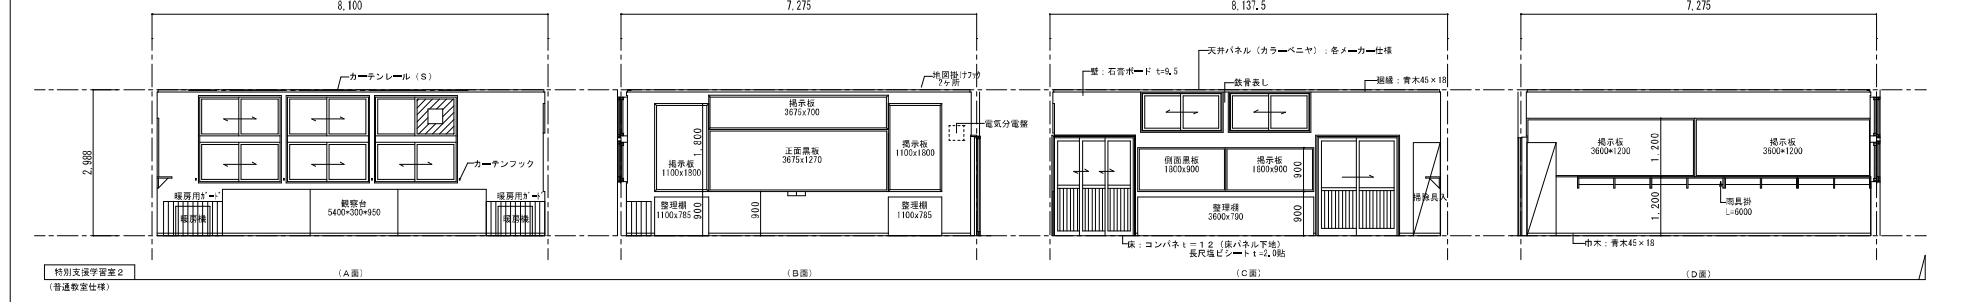 8,100
カーテンレール（S）
2,988
カーテンフック
暖房用ｶﾞｰﾄﾞ
暖房機
観察台
5400*300*950
暖房用ｶﾞｰﾄﾞ
暖房機
（A面）
7,275
地図掛けﾌｯｸ
2ヶ所
掲示板
3675x700
電気分電盤
1,800
正面黒板
3675x1270
掲示板
1100x1800
掲示板
1100x1800
整理棚
1100x785
900
900
整理棚
1100x785
（B面）
8,137.5
天井パネル（カラーベニヤ）：各メーカー仕様
壁：石膏ボード t=9.5
鉄骨表し
廻縁：青木45×18
側面黒板
1800x900
掲示板
1800x900
900
整理棚
3600x790
900
掃除具入
床：コンパネｔ＝１２（床パネル下地）
長尺塩ビシートｔ=2.0貼
（C面）
7,275
掲示板
3600*1200
1,200
掲示板
3600*1200
雨具掛
L=6000
1,200
巾木：青木45×18
（D面）
特別支援学習室２
（普通教室仕様）